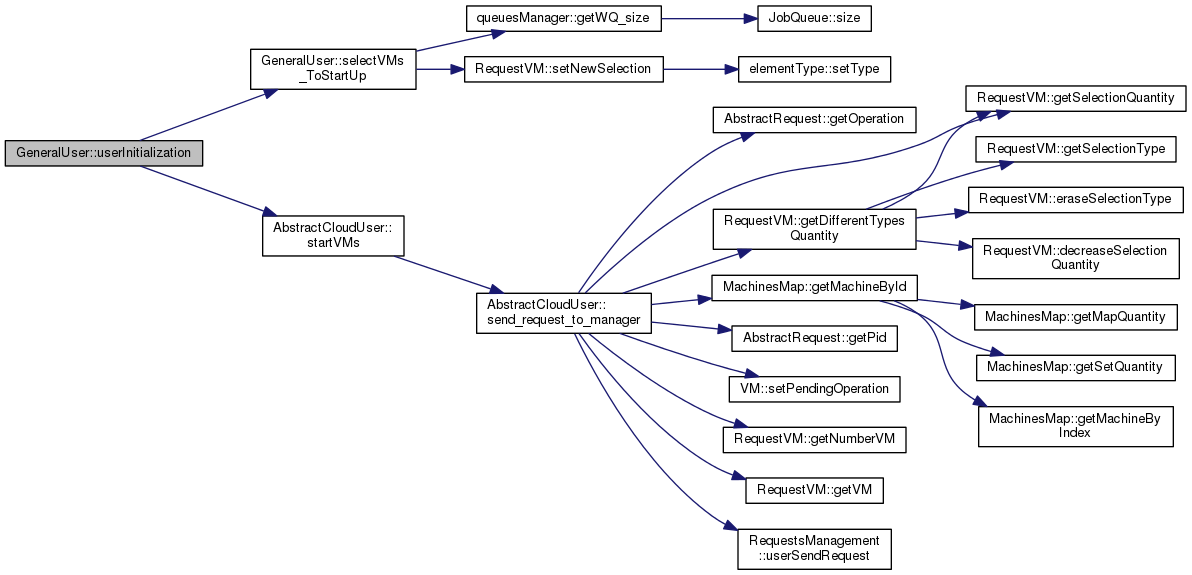 GeneralUser::userInitialization
GeneralUser::selectVMs
_ToStartUp
AbstractCloudUser::
startVMs
queuesManager::getWQ_size
RequestVM::setNewSelection
AbstractCloudUser::
send_request_to_manager
JobQueue::size
elementType::setType
AbstractRequest::getOperation
RequestVM::getDifferentTypes
Quantity
MachinesMap::getMachineById
AbstractRequest::getPid
VM::setPendingOperation
RequestVM::getNumberVM
RequestVM::getVM
RequestsManagement
::userSendRequest
RequestVM::getSelectionQuantity
RequestVM::getSelectionType
RequestVM::eraseSelectionType
RequestVM::decreaseSelection
Quantity
MachinesMap::getMapQuantity
MachinesMap::getSetQuantity
MachinesMap::getMachineBy
Index